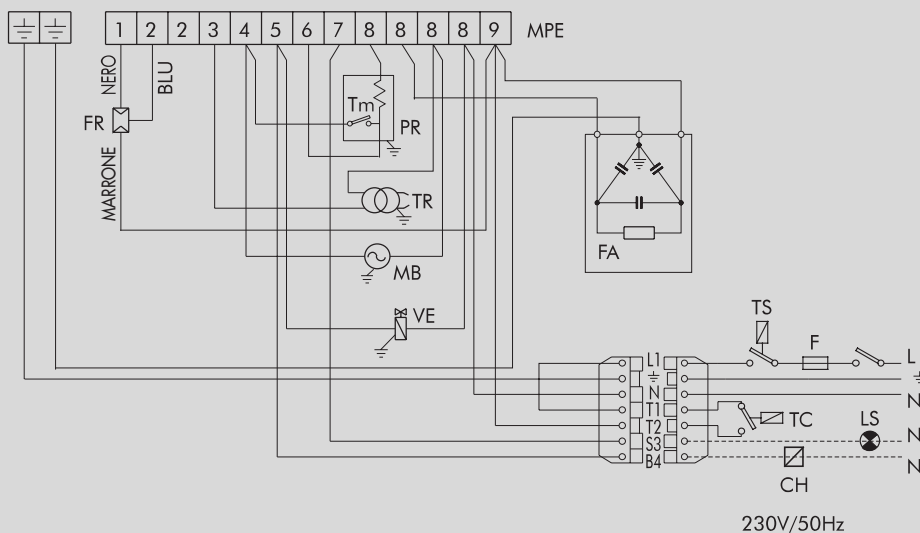 1 2 2 3 4 5 6 7 8 8 8 8 9 MPE
NERO
BLU
FR
MARRONE
Tm
PR
TR
MB
VE
FA
TS
F
L
L1
N
N
T1
TC
T2
LS
S3
N
B4
N
CH
230V/50Hz